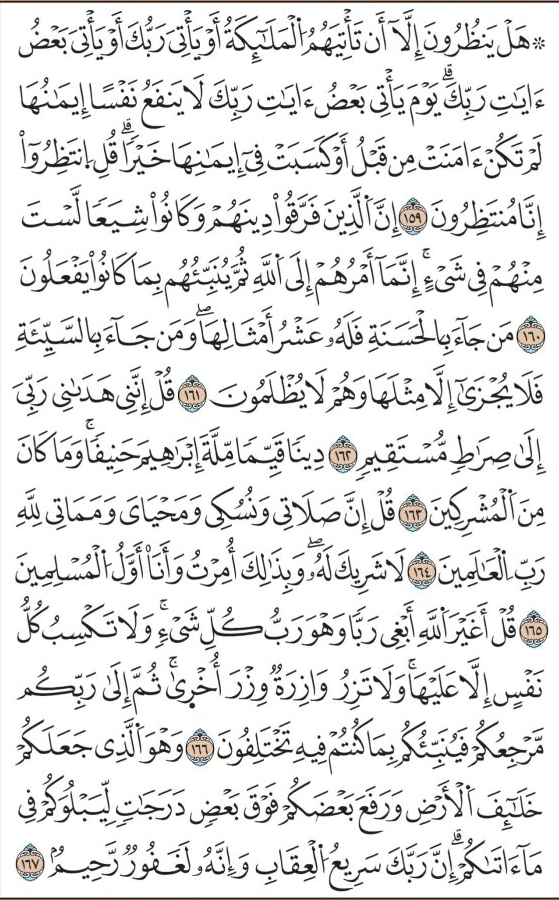 ۞ هَلۡ يَنظُرُونَ إِلَّآ أَن تَأۡتِيَهُمُ ٱلۡمَلَٰٓئِكَةُ أَوۡ يَأۡتِيَ رَبُّكَ أَوۡ يَأۡتِيَ بَعۡضُ
ءَايَٰتِ رَبِّكَۗ يَوۡمَ يَأۡتِي بَعۡضُ ءَايَٰتِ رَبِّكَ لَا يَنفَعُ نَفۡسًا إِيمَٰنُهَا
لَمۡ تَكُنۡ ءَامَنَتۡ مِن قَبۡلُ أَوۡ كَسَبَتۡ فِيٓ إِيمَٰنِهَا خَيۡرٗاۗ قُلِ ٱنتَظِرُوٓاْ
إِنَّا مُنتَظِرُونَ ١٥٩ إِنَّ ٱلَّذِينَ فَرَّقُواْ دِينَهُمۡ وَكَانُواْ شِيَعٗا لَّسۡتَ
مِنۡهُمۡ فِي شَيۡءٍۚ إِنَّمَآ أَمۡرُهُمۡ إِلَى ٱللَّهِ ثُمَّ يُنَبِّئُهُم بِمَا كَانُواْ يَفۡعَلُونَ
١٦٠ مَن جَآءَ بِٱلۡحَسَنَةِ فَلَهُۥ عَشۡرُ أَمۡثَالِهَاۖ وَمَن جَآءَ بِٱلسَّيِّئَةِ
فَلَا يُجۡزَىٰٓ إِلَّا مِثۡلَهَا وَهُمۡ لَا يُظۡلَمُونَ ١٦١ قُلۡ إِنَّنِي هَدَىٰنِي رَبِّيَ
إِلَىٰ صِرَٰطٖ مُّسۡتَقِيمٖ ١٦٢ دِينٗا قَيِّمٗا مِّلَّةَ إِبۡرَٰهِيمَ حَنِيفٗاۚ وَمَا كَانَ
مِنَ ٱلۡمُشۡرِكِينَ ١٦٣ قُلۡ إِنَّ صَلَاتِي وَنُسُكِي وَمَحۡيَايَ وَمَمَاتِي لِلَّهِ
رَبِّ ٱلۡعَٰلَمِينَ ١٦٤ لَا شَرِيكَ لَهُۥۖ وَبِذَٰلِكَ أُمِرۡتُ وَأَنَا۠ أَوَّلُ ٱلۡمُسۡلِمِينَ
١٦٥ قُلۡ أَغَيۡرَ ٱللَّهِ أَبۡغِي رَبّٗا وَهُوَ رَبُّ كُلِّ شَيۡءٖۚ وَلَا تَكۡسِبُ كُلُّ
نَفۡسٍ إِلَّا عَلَيۡهَاۚ وَلَا تَزِرُ وَازِرَةٞ وِزۡرَ أُخۡرَىٰۚ ثُمَّ إِلَىٰ رَبِّكُم
مَّرۡجِعُكُمۡ فَيُنَبِّئُكُم بِمَا كُنتُمۡ فِيهِ تَخۡتَلِفُونَ ١٦٦ وَهُوَ ٱلَّذِي جَعَلَكُمۡ
خَلَٰٓئِفَ ٱلۡأَرۡضِ وَرَفَعَ بَعۡضَكُمۡ فَوۡقَ بَعۡضٖ دَرَجَٰتٖ لِّيَبۡلُوَكُمۡ فِي
مَآ ءَاتَىٰكُمۡۗ إِنَّ رَبَّكَ سَرِيعُ ٱلۡعِقَابِ وَإِنَّهُۥ لَغَفُورٞ رَّحِيمُۢ ١٦٧